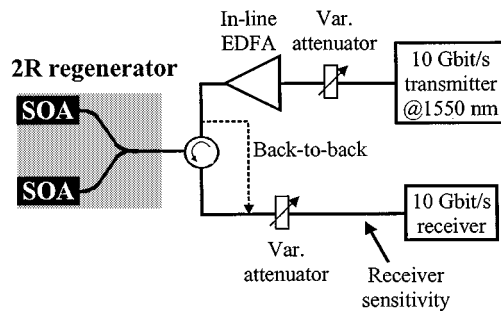 In-line
EDFA
Var.
attenuator
10 Gbit/s
transmitter
@1550 nm
2R regenerator
SOA
SOA
Back-to-back
Var.
attenuator
10 Gbit/s
receiver
Receiver
sensitivity